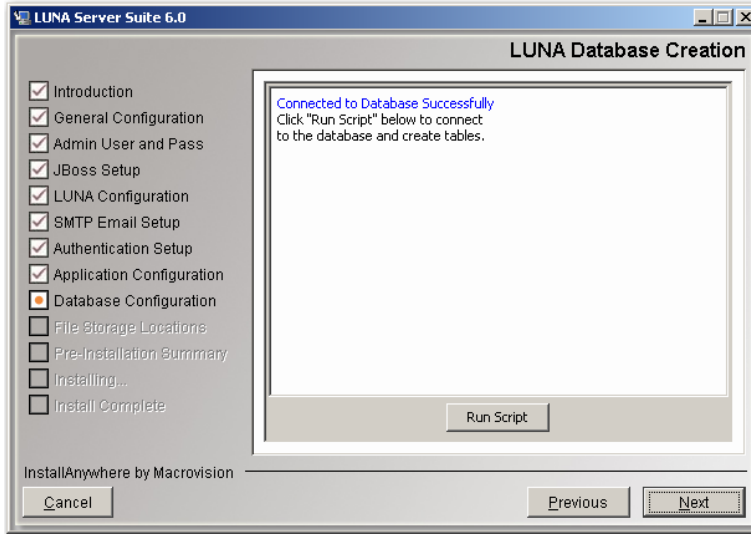 LUNA Server Suite 6.0
LUNA Database Creation
Introduction
General Configuration
Admin User and Pass
JBoss Setup
LUNA Configuration
SMTP Email Setup
Authentication Setup
Application Configuration
Database Configuration
File Storage Locations
Pre-Installation Summary
Installing...
Install Complete
Connected to Database Successfully
Click "Run Script" below to connect
to the database and create tables.
Run Script
InstallAnywhere by Macrovision
Cancel
Previous
Next